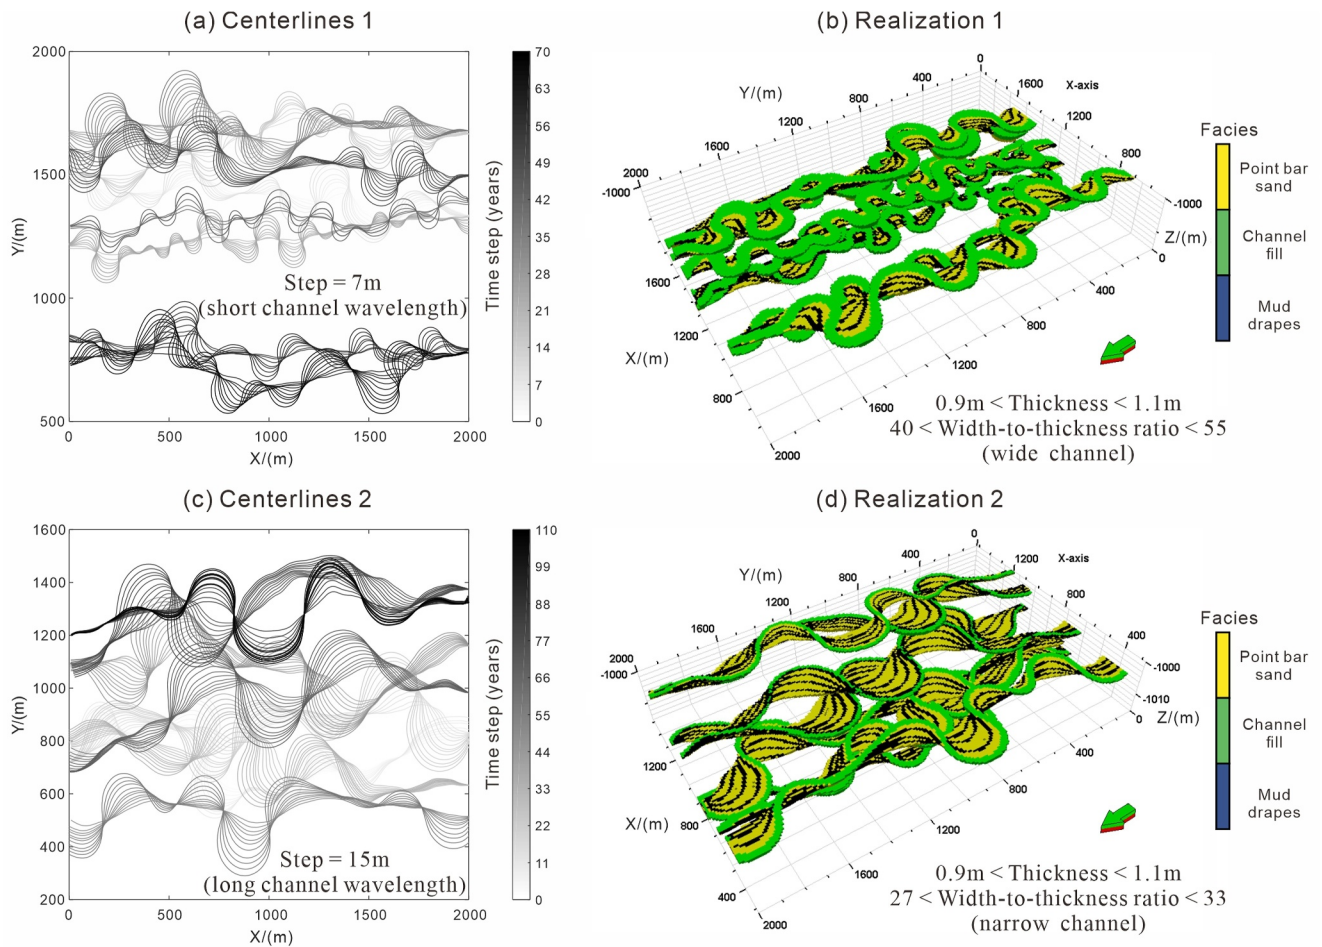 (a) Centerlines 1
2000
1500
1000
500
Y/(m)
0
500
1000
1500
2000
X/(m)
Step = 7m
(short channel wavelength)
Time step (years)
70
63
56
49
42
35
28
21
14
7
0
(b) Realization 1
Y/(m)
0
400
800
1200
1600
2000
-1000
X-axis
1600
1200
800
-1000
Z/(m)
0
400
800
1200
1600
2000
1600
1200
X/(m)
800
Facies
Point bar
sand
Channel
fill
Mud
drapes
0.9m < Thickness < 1.1m
40 < Width-to-thickness ratio < 55
(wide channel)
(c) Centerlines 2
1600
1400
1200
1000
800
600
400
200
Y/(m)
0
500
1000
1500
2000
X/(m)
Step = 15m
(long channel wavelength)
Time step (years)
110
99
88
77
66
55
44
33
22
11
0
(d) Realization 2
Y/(m)
0
400
800
1200
1600
2000
-1000
X-axis
1200
800
400
-1000
-1010
Z/(m)
0
400
800
1200
1600
2000
1200
X/(m)
800
400
Facies
Point bar
sand
Channel
fill
Mud
drapes
0.9m < Thickness < 1.1m
27 < Width-to-thickness ratio < 33
(narrow channel)